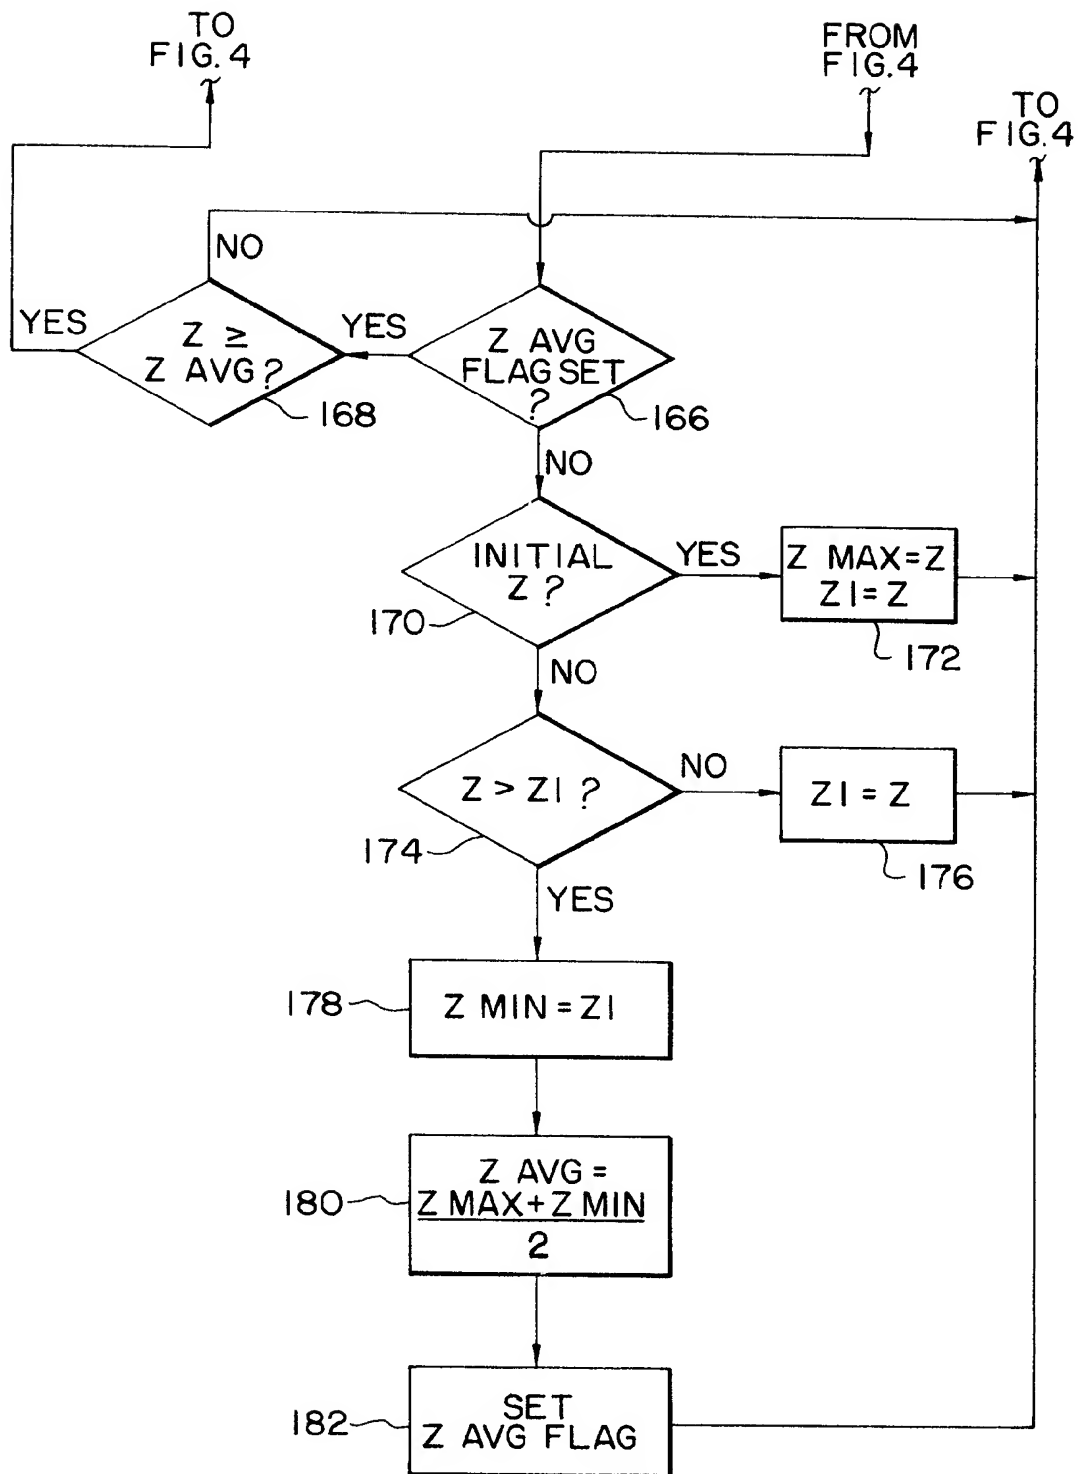 TO
FIG. 4
FROM
FIG. 4
TO
FIG. 4
NO
YES
Z ≥
Z AVG?
168
YES
Z AVG
FLAG SET
?
166
NO
INITIAL
Z ?
170
YES
Z MAX = Z
Z1 = Z
172
NO
Z > Z1 ?
174
NO
Z1 = Z
176
YES
178
Z MIN = Z1
180
Z AVG =
Z MAX + Z MIN
2
182
SET
Z AVG FLAG